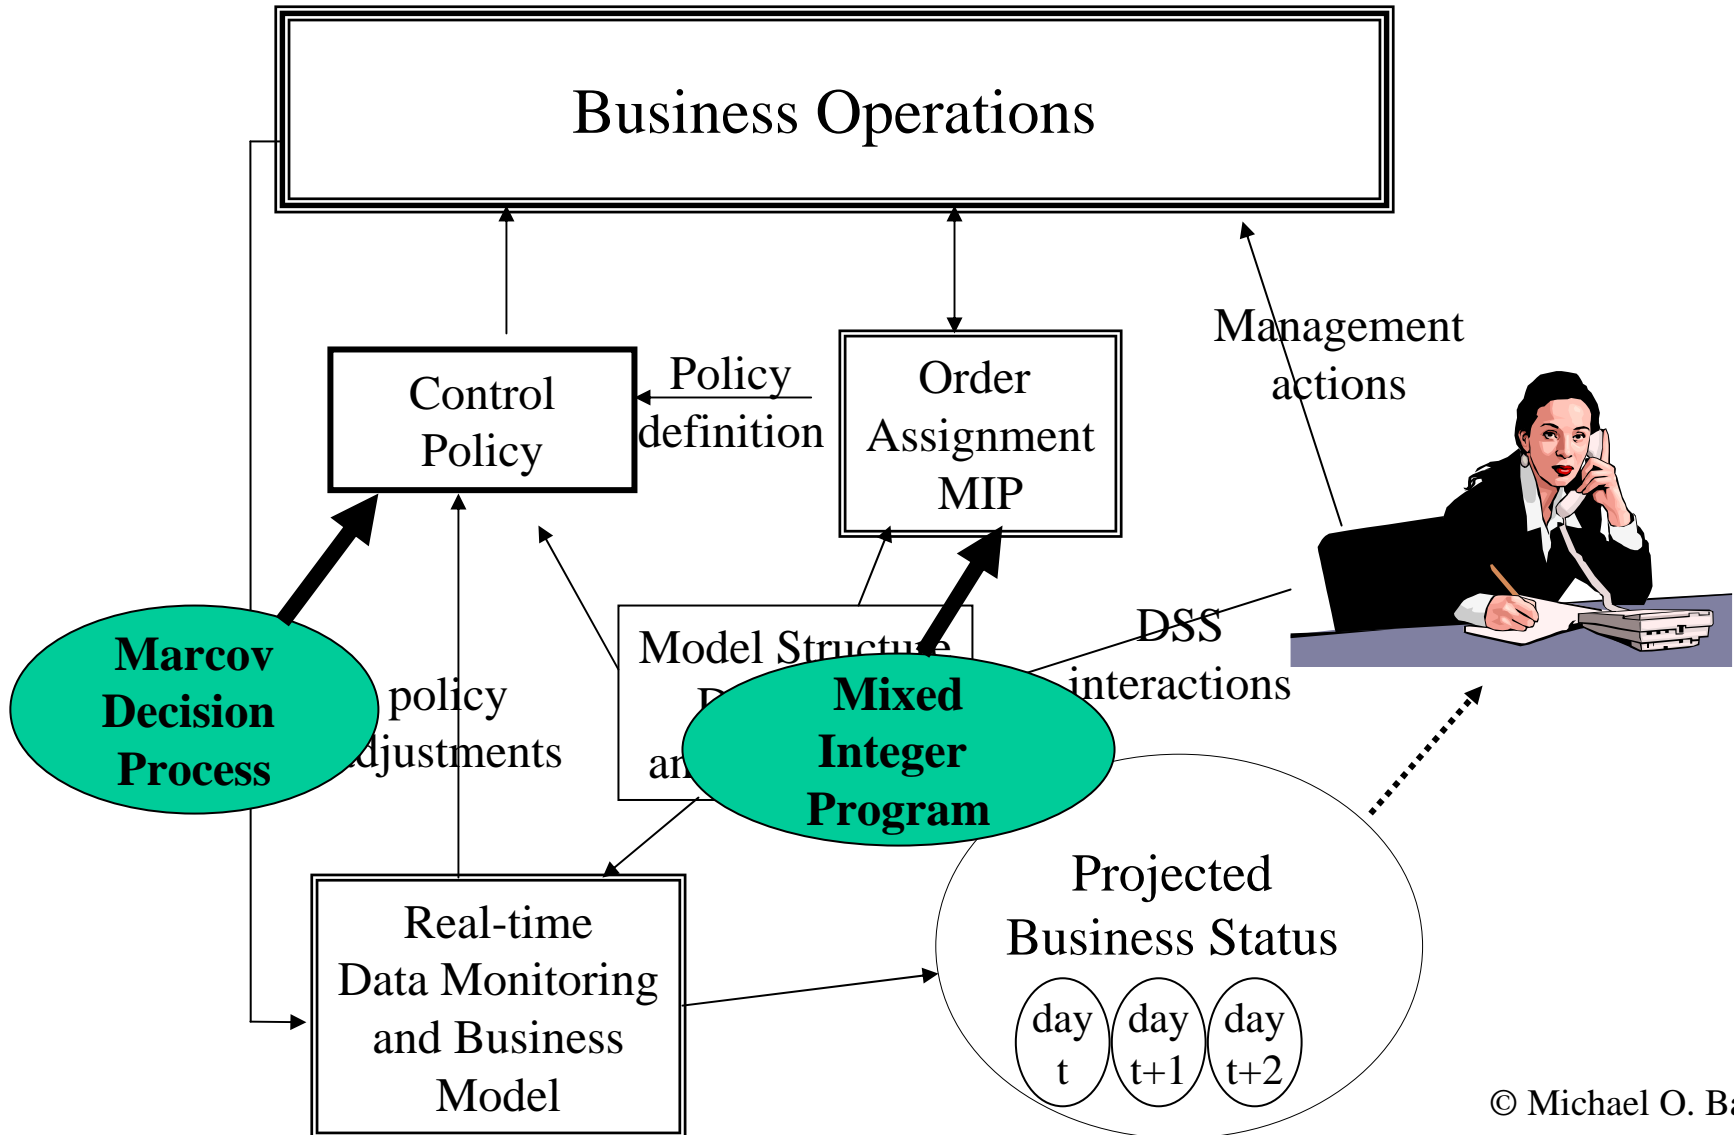 Business Operations
Management
actions
Control
Policy
Policy
definition
Order
Assignment
MIP
Marcov
Decision
Process
policy
Model Structure
Mixed
Integer
Program
DSS
interactions
Real-time
Data Monitoring
and Business
Model
Projected
Business Status
day
t
day
t+1
day
t+2
© Michael O.